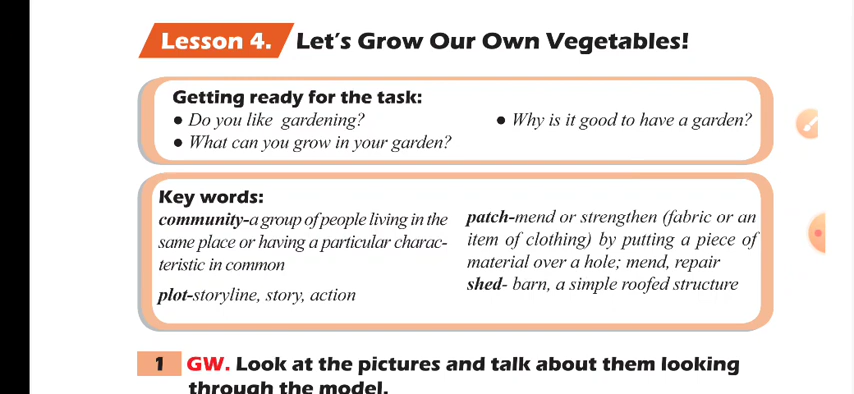 Lesson 4. Let's Grow Our Own Vegetables!
Getting ready for the task:
● Do you like gardening?
● What can you grow in your garden?
● Why is it good to have a garden?
Key words:
community-a group of people living in the
same place or having a particular charac-
teristic in common
plot-storyline, story, action
patch-mend or strengthen (fabric or an
item of clothing) by putting a piece of
material over a hole; mend, repair
shed- barn, a simple roofed structure
1 GW. Look at the pictures and talk about them looking
through the model.